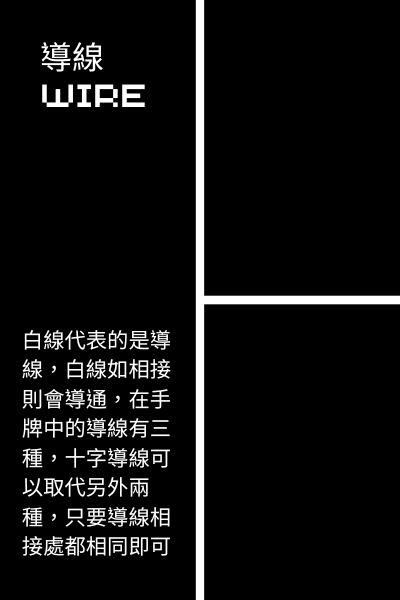 導線
WIRE
白線代表的是導
線，白線如相接
則會導通，在手
牌中的導線有三
種，十字導線可
以取代另外兩
種，只要導線相
接處都相同即可